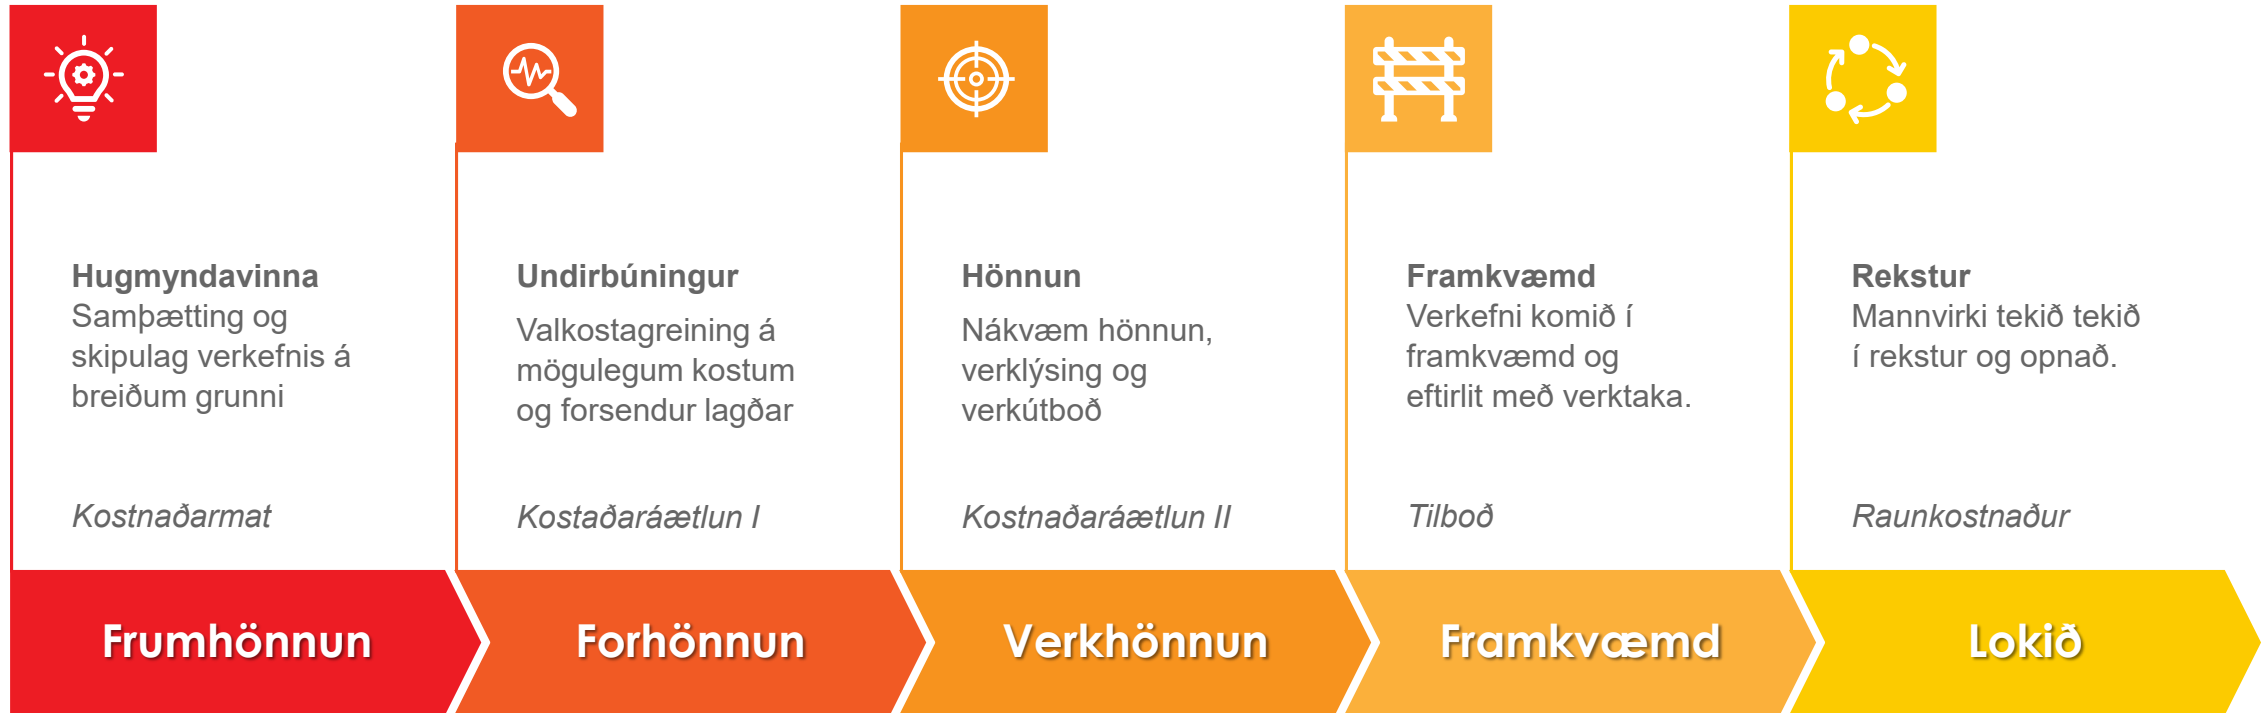 Hugmyndavinna
Samþætting og
skipulag verkefnis á
breiðum grunni
Kostnaðarmat
Frumhönnun
Undirbúningur
Valkostagreining á
mögulegum kostum
og forsendur lagðar
Kostaðaráætlun I
Forhönnun
Hönnun
Nákvæm hönnun,
verklýsing og
verkútboð
Kostnaðaráætlun II
Verkhönnun
Framkvæmd
Verkefni komið í
framkvæmd og
eftirlit með verktaka.
Tilboð
Framkvæmd
Rekstur
Mannvirki tekið tekið
í rekstur og opnað.
Raunkostnaður
Lokið